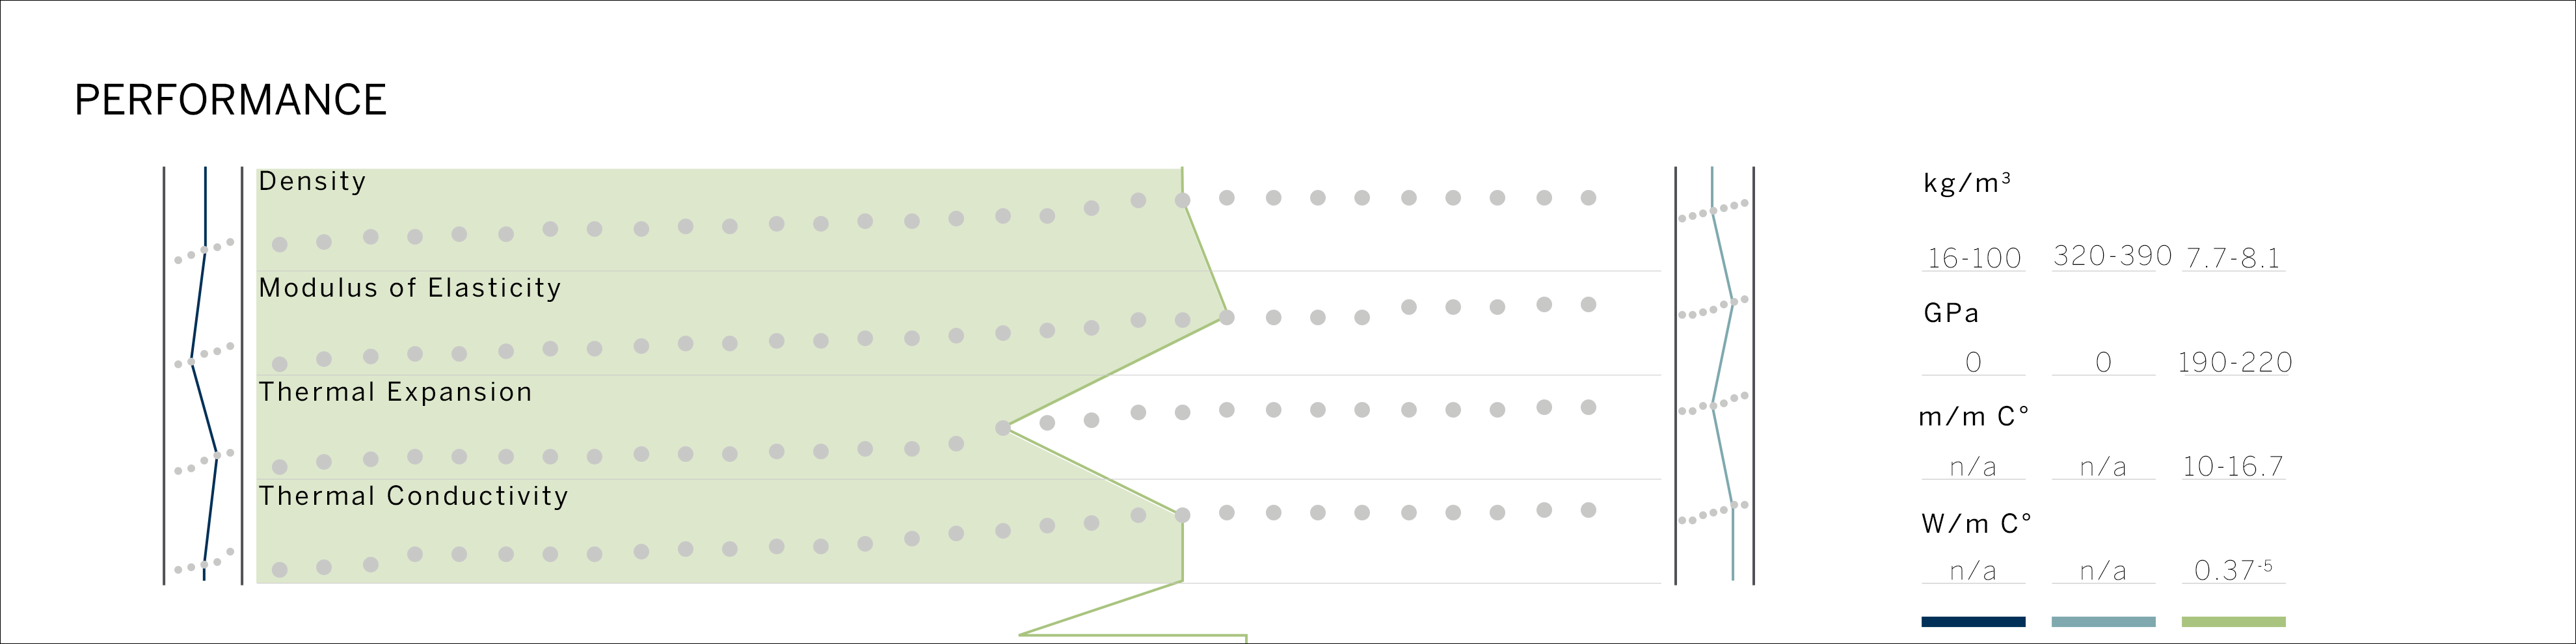 PERFORMANCE
Density
kg/m³
16-100 320-390 7.7-8.1
Modulus of Elasticity
GPa
0 0 190-220
Thermal Expansion
m/m C°
n/a n/a 10-16.7
Thermal Conductivity
W/m C°
n/a n/a 0.37⁻⁵